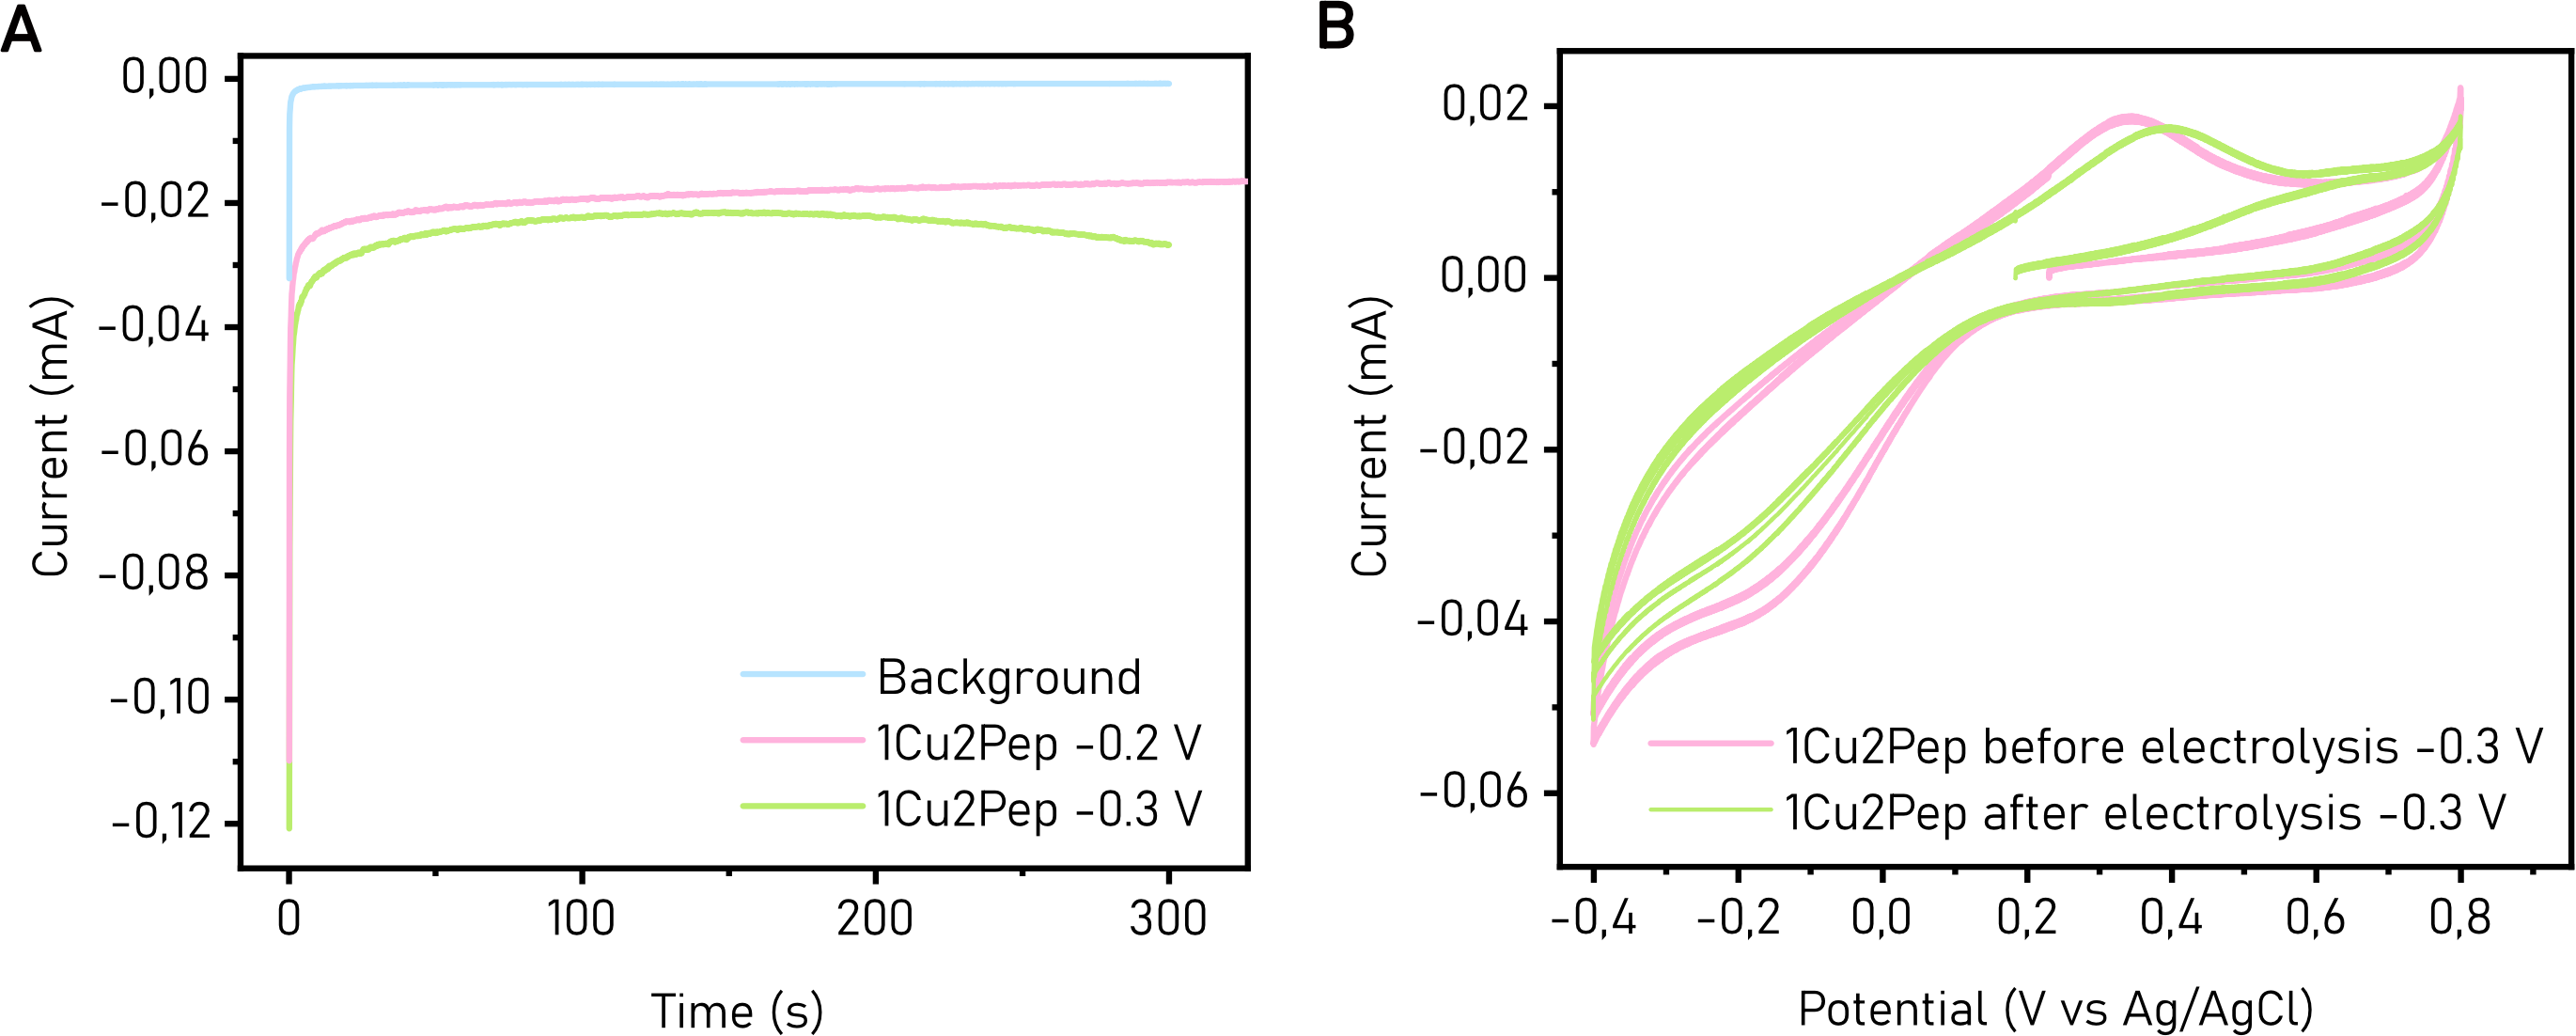 A
0,00
-0,02
-0,04
-0,06
-0,08
-0,10
-0,12
Current (mA)
Background
1Cu2Pep -0.2 V
1Cu2Pep -0.3 V
0 100 200 300
Time (s)
B
0,02
0,00
-0,02
-0,04
-0,06
Current (mA)
1Cu2Pep before electrolysis -0.3 V
1Cu2Pep after electrolysis -0.3 V
-0,4 -0,2 0,0 0,2 0,4 0,6 0,8
Potential (V vs Ag/AgCl)